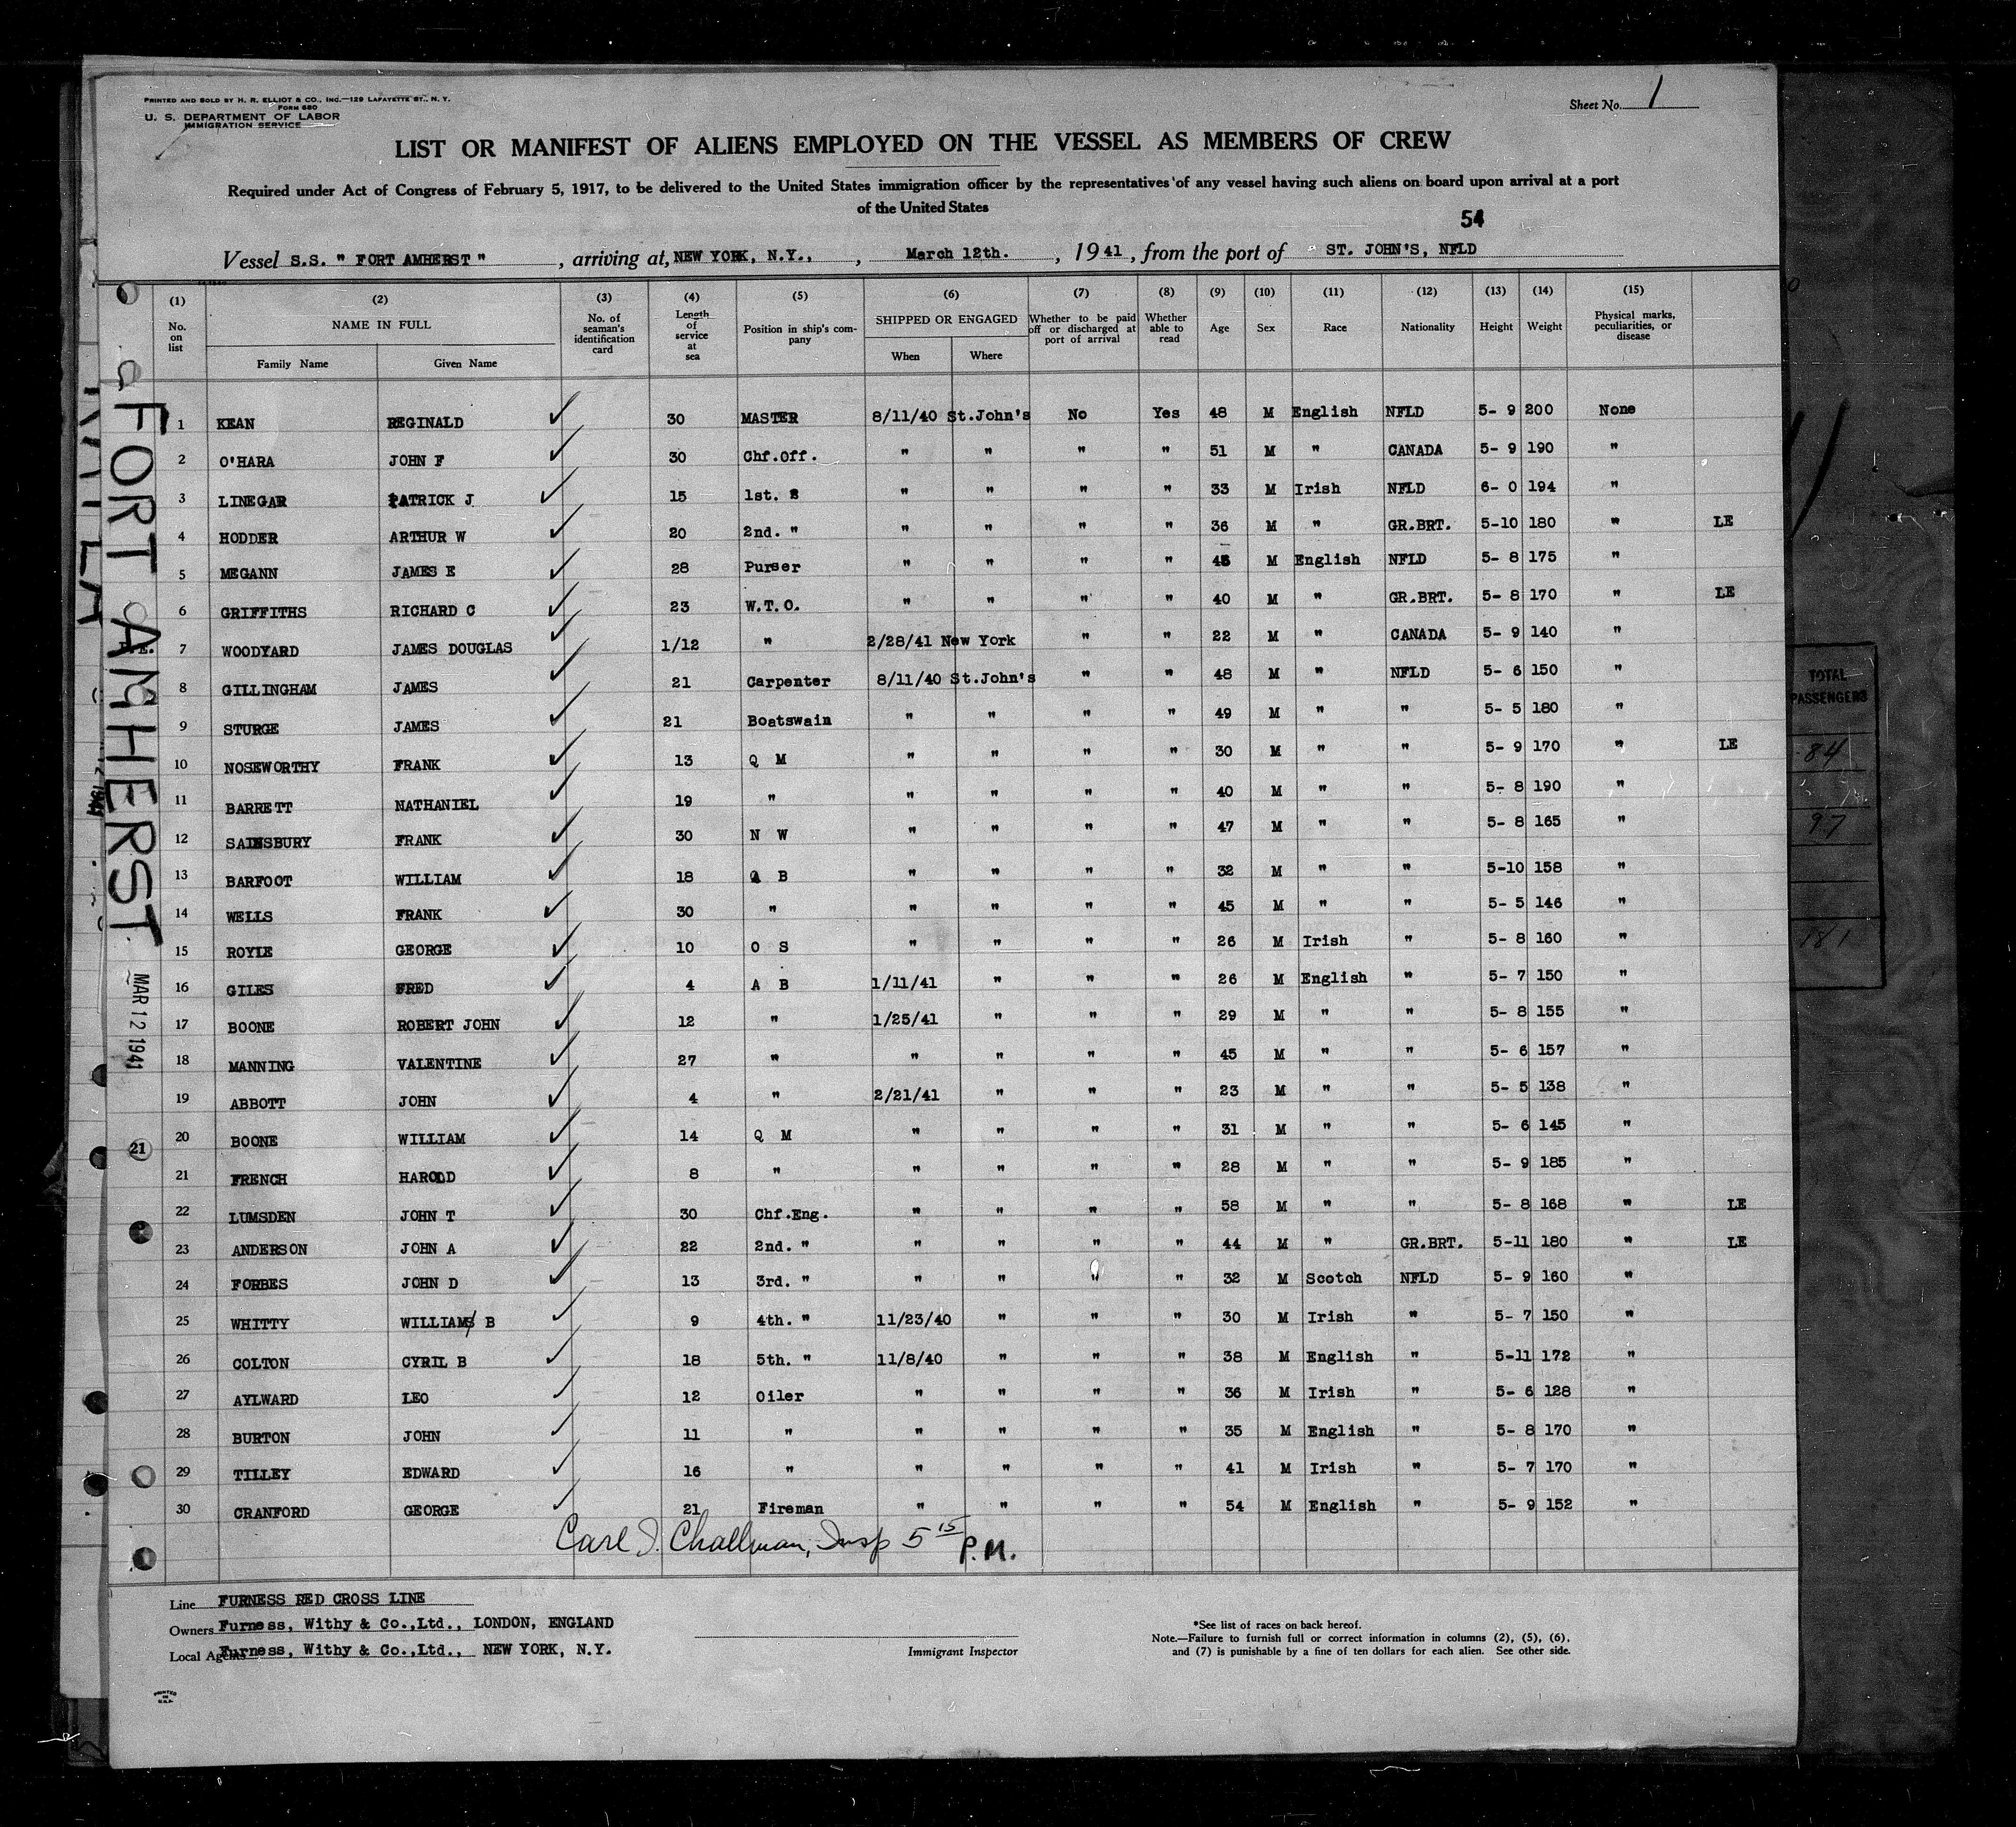 PRINTED AND SOLD BY H. R. ELLIOT & CO., INC.—129 LAFAYETTE ST., N. Y.
FORM 680
U. S. DEPARTMENT OF LABOR
IMMIGRATION SERVICE
Sheet No. 1
LIST OR MANIFEST OF ALIENS EMPLOYED ON THE VESSEL AS MEMBERS OF CREW
Required under Act of Congress of February 5, 1917, to be delivered to the United States immigration officer by the representatives of any vessel having such aliens on board upon arrival at a port
of the United States
54
Vessel S.S. " FORT AMHERST ", arriving at, NEW YORK, N.Y., , March 12th. , 1941, from the port of ST. JOHN'S, NFLD
(1) (2) (3) (4) (5) (6) (7) (8) (9) (10) (11) (12) (13) (14) (15)
No. on list NAME IN FULL Family Name Given Name No. of seaman's identification card Length of service at sea Position in ship's company SHIPPED OR ENGAGED When Where Whether to be paid off or discharged at port of arrival Whether able to read Age Sex Race Nationality Height Weight Physical marks, peculiarities, or disease
1 KEAN REGINALD ✓ 30 MASTER 8/11/40 St.John's No Yes 48 M English NFLD 5- 9 200 None
2 O'HARA JOHN F ✓ 30 Chf.Off. " " " " 51 M " CANADA 5- 9 190 "
3 LINEGAR PATRICK J ✓ 15 1st. " " " " 33 M Irish NFLD 6- 0 194 "
4 HODDER ARTHUR W ✓ 20 2nd. " " " " " 36 M " GR.BRT. 5-10 180 " LE
5 MEGANN JAMES E ✓ 28 Purser " " " " M English NFLD 5- 8 175 "
6 GRIFFITHS RICHARD C ✓ 23 W.T.O. " " " " 40 M " GR.BRT. 5- 8 170 " LE
7 WOODYARD JAMES DOUGLAS ✓ 1/12 " 2/28/41 New York " " 22 M " CANADA 5- 9 140 "
8 GILLINGHAM JAMES ✓ 21 Carpenter 8/11/40 St.John's " " 48 M " NFLD 5- 6 150 "
9 STURGE JAMES ✓ 21 Boatswain " " " " 49 M " " 5- 5 180 "
10 NOSEWORTHY FRANK ✓ 13 Q M " " " " 30 M " " 5- 9 170 " LE
11 BARRETT NATHANIEL ✓ 19 " " " " " 40 M " " 5- 8 190 "
12 SAINSBURY FRANK ✓ 30 N W " " " " 47 M " " 5- 8 165 "
13 BARFOOT WILLIAM ✓ 18 A B " " " " 32 M " " 5-10 158 "
14 WELLS FRANK ✓ 30 " " " " " 45 M " " 5- 5 146 "
15 ROYLE GEORGE ✓ 10 O S " " " " 26 M Irish " 5- 8 160 "
16 GILES FRED ✓ 4 A B 1/11/41 " " " 26 M English " 5- 7 150 "
17 BOONE ROBERT JOHN ✓ 12 " 1/25/41 " " " 29 M " " 5- 8 155 "
18 MANNING VALENTINE ✓ 27 " " " " " 45 M " " 5- 6 157 "
19 ABBOTT JOHN ✓ 4 " 2/21/41 " " " 23 M " " 5- 5 138 "
20 BOONE WILLIAM ✓ 14 Q M " " " " 31 M " " 5- 6 145 "
21 FRENCH HAROLD ✓ 8 " " " " " 28 M " " 5- 9 185 "
22 LUMSDEN JOHN T ✓ 30 Chf.Eng. " " " " 58 M " " 5- 8 168 " LE
23 ANDERSON JOHN A ✓ 22 2nd. " " " " " 44 M " GR.BRT. 5-11 180 " LE
24 FORBES JOHN D ✓ 13 3rd. " " " " " 32 M Scotch NFLD 5- 9 160 "
25 WHITTY WILLIAMS B ✓ 9 4th. " 11/23/40 " " " 30 M Irish " 5- 7 150 "
26 COLTON CYRIL B ✓ 18 5th. " 11/8/40 " " " 38 M English " 5-11 172 "
27 AYLWARD LEO ✓ 12 Oiler " " " " 36 M Irish " 5- 6 128 "
28 BURTON JOHN ✓ 11 " " " " " 35 M English " 5- 8 170 "
29 TILLEY EDWARD ✓ 16 " " " " " 41 M Irish " 5- 7 170 "
30 CRANFORD GEORGE ✓ 21 Fireman " " " " 54 M English " 5- 9 152 "
Carl J. Challman, Insp 5 15 P.M.
Line FURNESS RED CROSS LINE
Owners Furness, Withy & Co.,Ltd., LONDON, ENGLAND
Local Agents Furness, Withy & Co.,Ltd., NEW YORK, N.Y.
Immigrant Inspector
*See list of races on back hereof.
Note.—Failure to furnish full or correct information in columns (2), (5), (6),
and (7) is punishable by a fine of ten dollars for each alien. See other side.
PRINTED IN U.S.A.
FORT AMHERST
MAR 12 1941
21
TOTAL
PASSENGERS
84
97
181